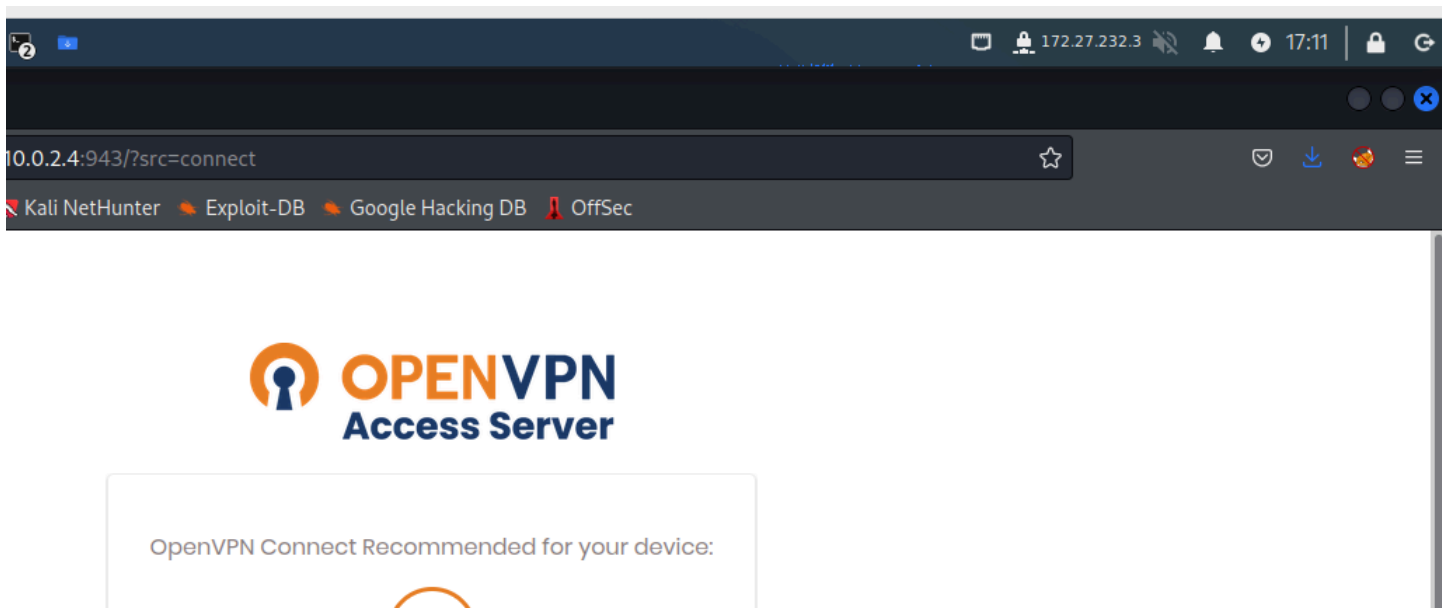 2 172.27.232.3 17:11
10.0.2.4:943/?src=connect
Kali NetHunter Exploit-DB Google Hacking DB OffSec
OPENVPN
Access Server
OpenVPN Connect Recommended for your device: